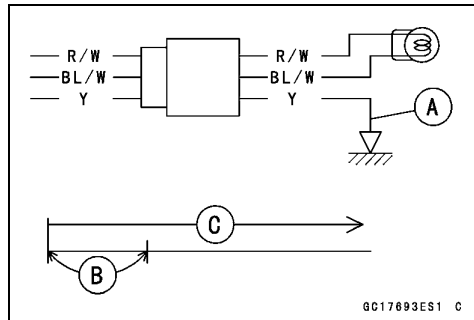 R/W R/W
BL/W BL/W
Y Y
A
C
B
GC17693ES1 C